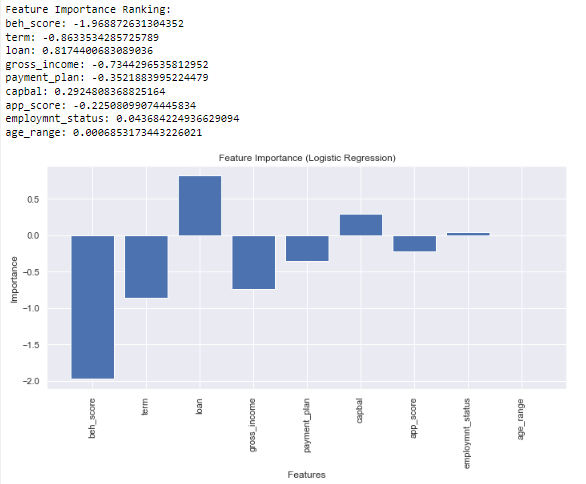 Feature Importance Ranking:
beh_score: -1.968872631304352
term: -0.8633534285725789
loan: 0.8174400683089036
gross_income: -0.7344296535812952
payment_plan: -0.3521883995224479
capbal: 0.2924808368825164
app_score: -0.22508099074445834
employmnt_status: 0.043684224936629094
age_range: 0.0006853173443226021
Feature Importance (Logistic Regression)
0.5
0.0
−0.5
−1.0
−1.5
−2.0
Importance
beh_score
term
loan
gross_income
payment_plan
capbal
app_score
employmnt_status
age_range
Features